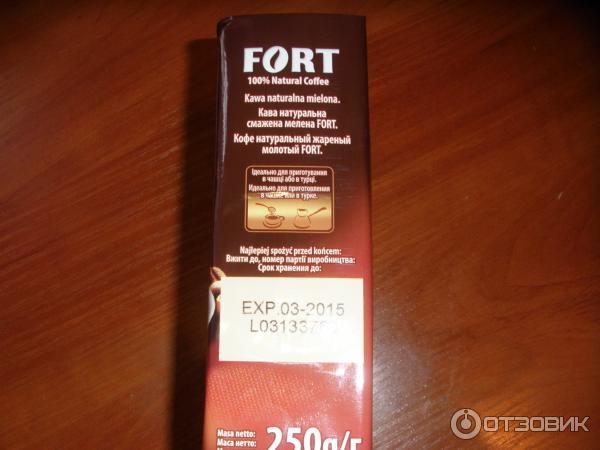 FORT
100% Natural Coffee
Kawa naturalna mielona.
Кава натуральна
смажена мелена FORT.
Кофе натуральный жареный
молотый FORT.
Ідеально для приготування
в чашці або в турці.
Идеально для приготовления
в чашке или в турке.
Najlepiej spożyć przed końcem:
Вжити до, номер партії виробництва:
Срок хранения до:
EXP.03-2015
L03133
Masa netto:
Маса нетто:
250g/г
ОТЗОВИК